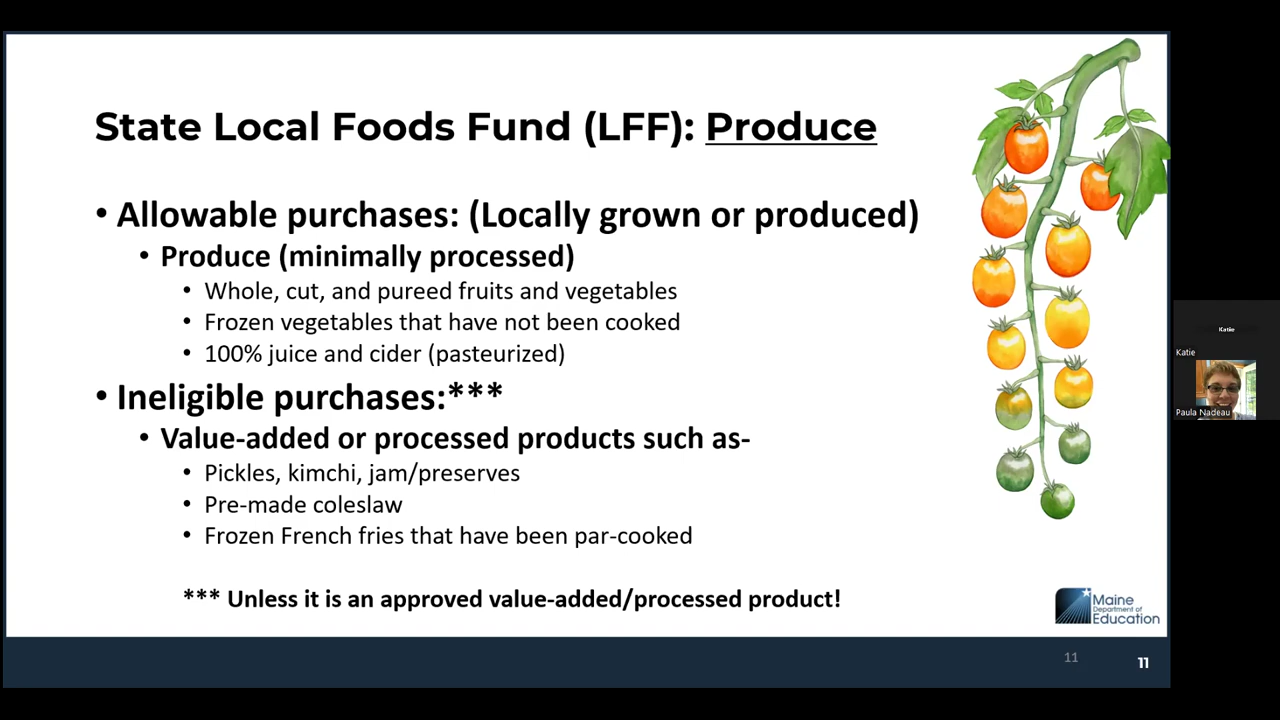 State Local Foods Fund (LFF): Produce
• Allowable purchases: (Locally grown or produced)
• Produce (minimally processed)
• Whole, cut, and pureed fruits and vegetables
• Frozen vegetables that have not been cooked
• 100% juice and cider (pasteurized)
• Ineligible purchases:***
• Value-added or processed products such as-
• Pickles, kimchi, jam/preserves
• Pre-made coleslaw
• Frozen French fries that have been par-cooked
*** Unless it is an approved value-added/processed product!
Maine
Department of
Education
11
11
Katie
Katie
Paula Nadeau